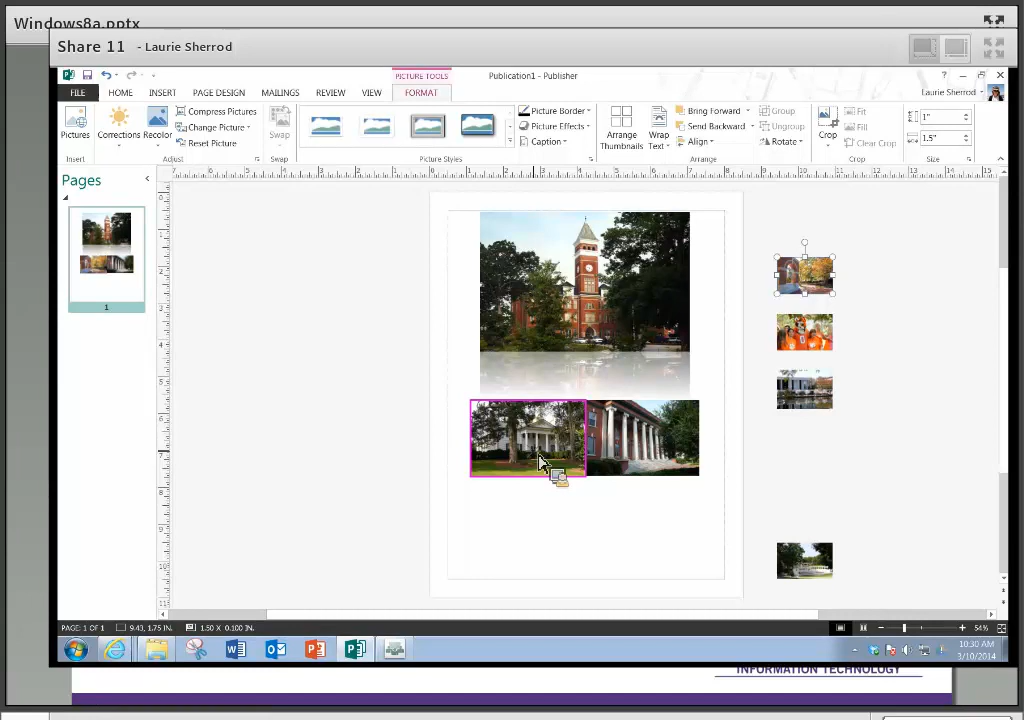 Windows8a.pptx
Share 11 - Laurie Sherrod
PICTURE TOOLS
Publication1 - Publisher
FILE HOME INSERT PAGE DESIGN MAILINGS REVIEW VIEW FORMAT
Laurie Sherrod
Pictures
Corrections
Recolor
Compress Pictures
Change Picture
Reset Picture
Swap
Picture Border
Picture Effects
Caption
Arrange Thumbnails
Wrap Text
Bring Forward
Send Backward
Align
Group
Ungroup
Rotate
Crop
Fit
Fill
Clear Crop
1"
1.5"
Insert Adjust Swap Picture Styles Arrange Crop Size
Pages
1
PAGE: 1 OF 1
9.43, 1.75 IN.
1.50 X 0.100 IN.
54%
10:30 AM
3/10/2014
INFORMATION TECHNOLOGY